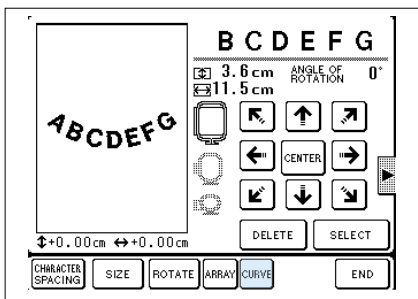 B C D E F G
3.6cm ANGLE OF ROTATION 0°
11.5cm
ABCDEFG
CENTER
DELETE SELECT
+0.00cm +0.00cm
CHARACTER SPACING SIZE ROTATE ARRAY CURVE END